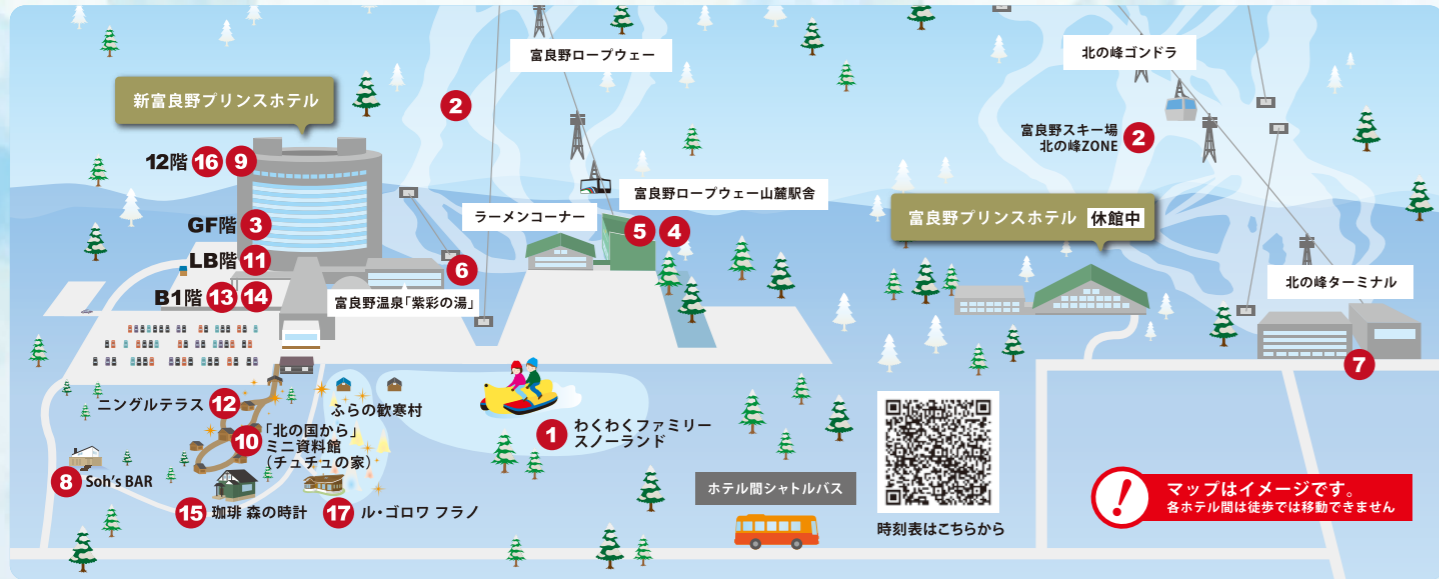 富良野ロープウェー
北の峰ゴンドラ
新富良野プリンスホテル
2
富良野スキー場
北の峰ZONE
2
12階 16 9
富良野ロープウェー山麓駅舎
ラーメンコーナー
富良野プリンスホテル 休館中
GF階 3
5 4
LB階 11
6
B1階 13 14
富良野温泉「紫彩の湯」
北の峰ターミナル
7
ニングルテラス 12
ふらの歓寒村
「北の国から」
10 ミニ資料館
(チュチュの家)
1 わくわくファミリー
スノーランド
8 Soh's BAR
15 珈琲 森の時計
17 ル・ゴロワ フラノ
ホテル間シャトルバス
時刻表はこちらから
!
マップはイメージです。
各ホテル間は徒歩では移動できません